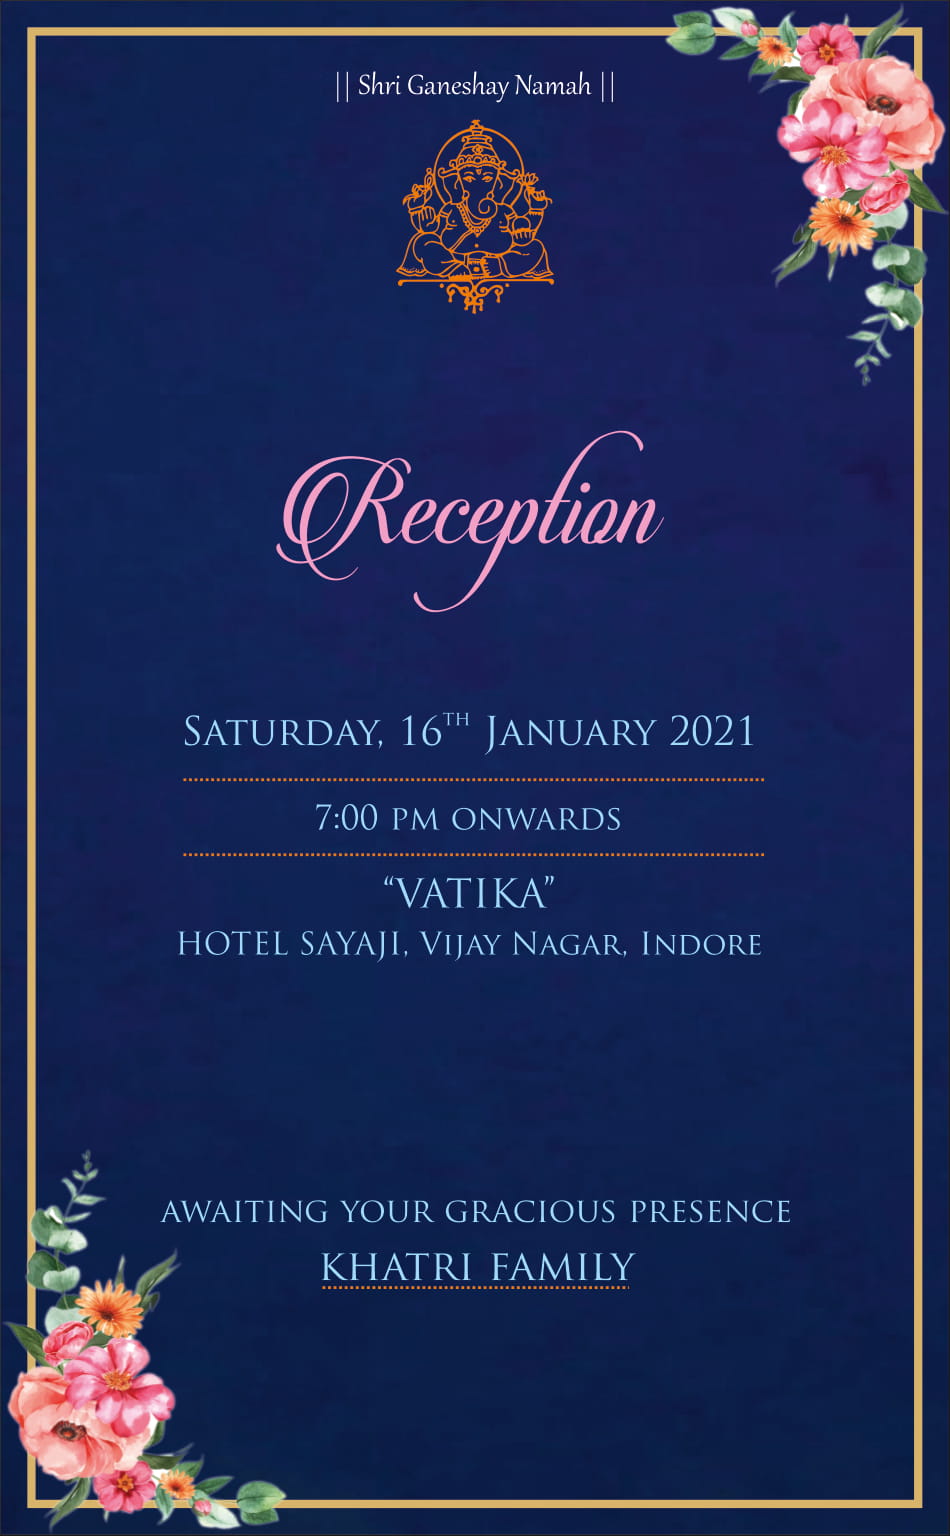 || Shri Ganeshay Namah ||
Reception
Saturday, 16th January 2021
7:00 pm onwards
“VATIKA”
HOTEL SAYAJI, Vijay Nagar, Indore
AWAITING YOUR GRACIOUS PRESENCE
KHATRI FAMILY